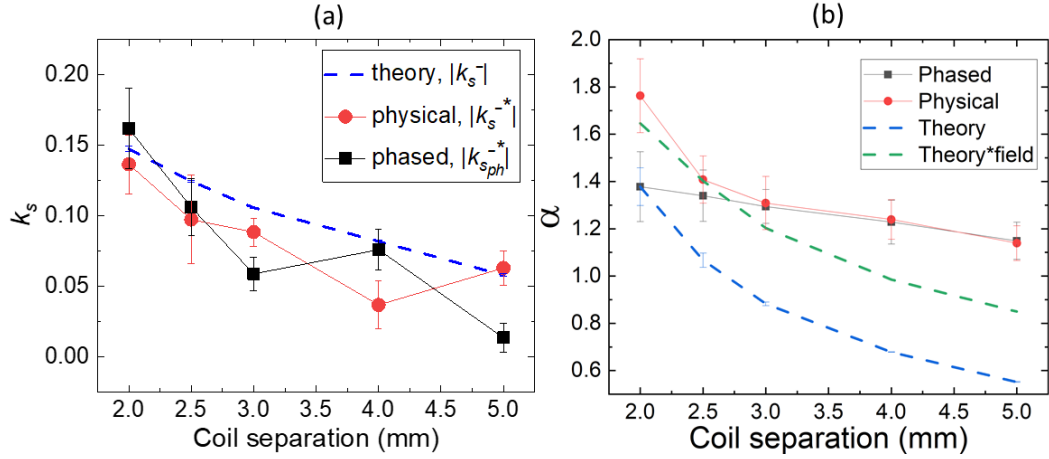 (a)
0.20
0.15
0.10
0.05
0.00
k_s
theory, |k_s^-|
physical, |k_s^-*|
phased, |k_{s_{ph}}^-*|
2.0 2.5 3.0 3.5 4.0 4.5 5.0
Coil separation (mm)
(b)
2.0
1.8
1.6
1.4
1.2
1.0
0.8
0.6
α
Phased
Physical
Theory
Theory*field
2.0 2.5 3.0 3.5 4.0 4.5 5.0
Coil separation (mm)